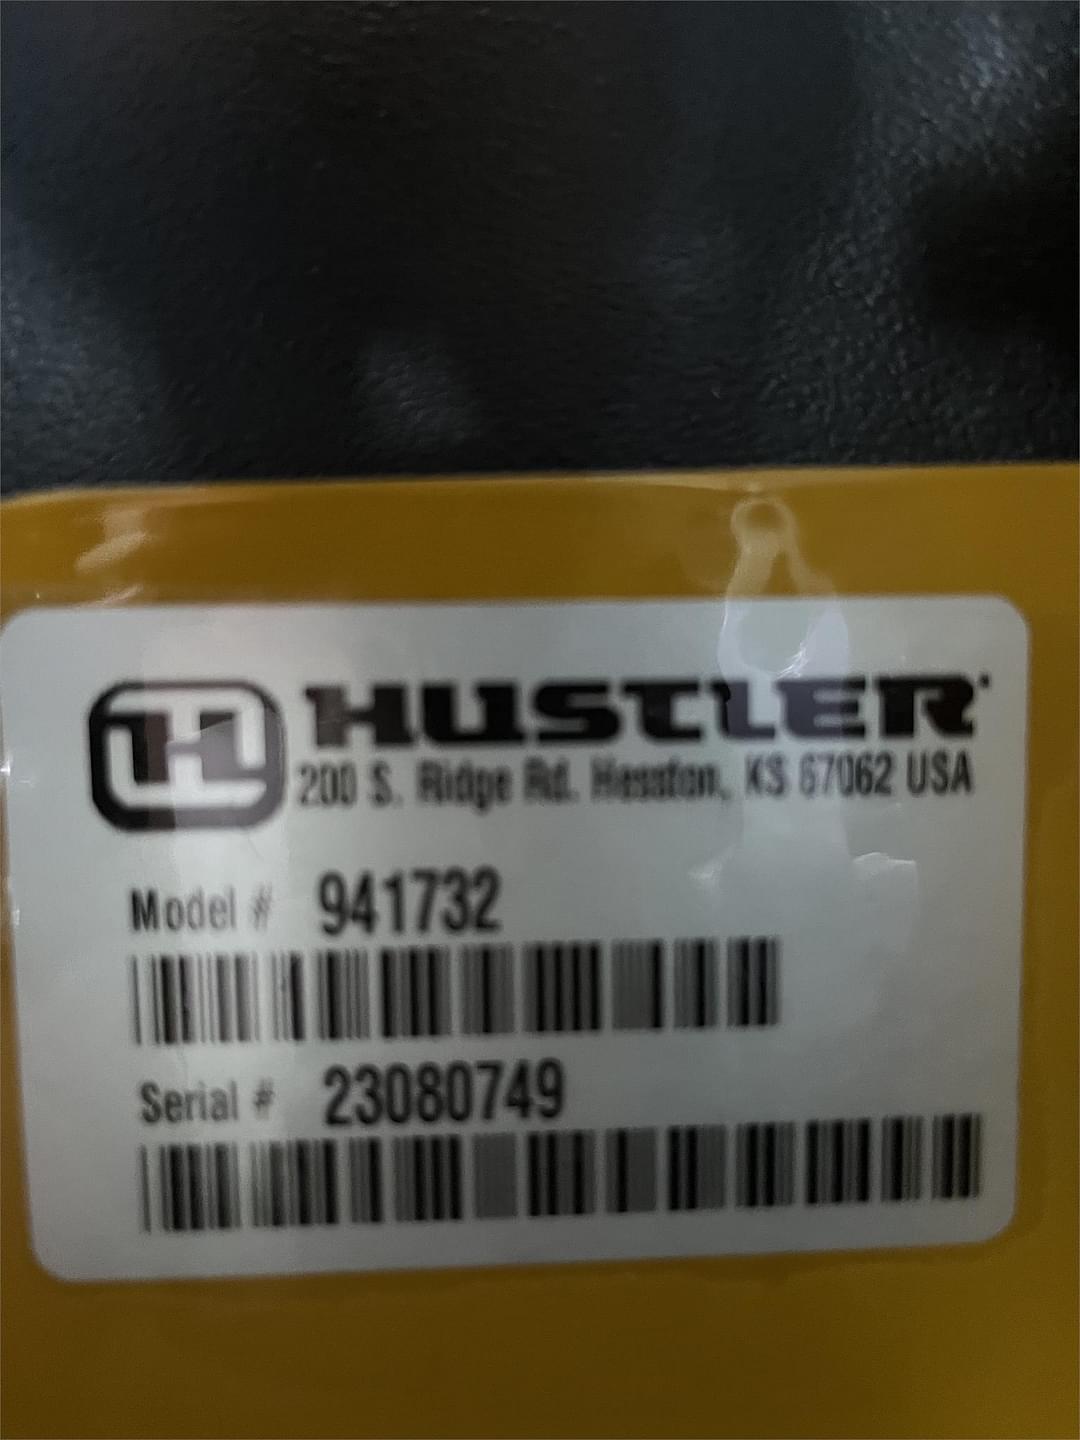 H HUSTLER
200 S. Ridge Rd. Hesston, KS 67062 USA
Model # 941732
Serial # 23080749